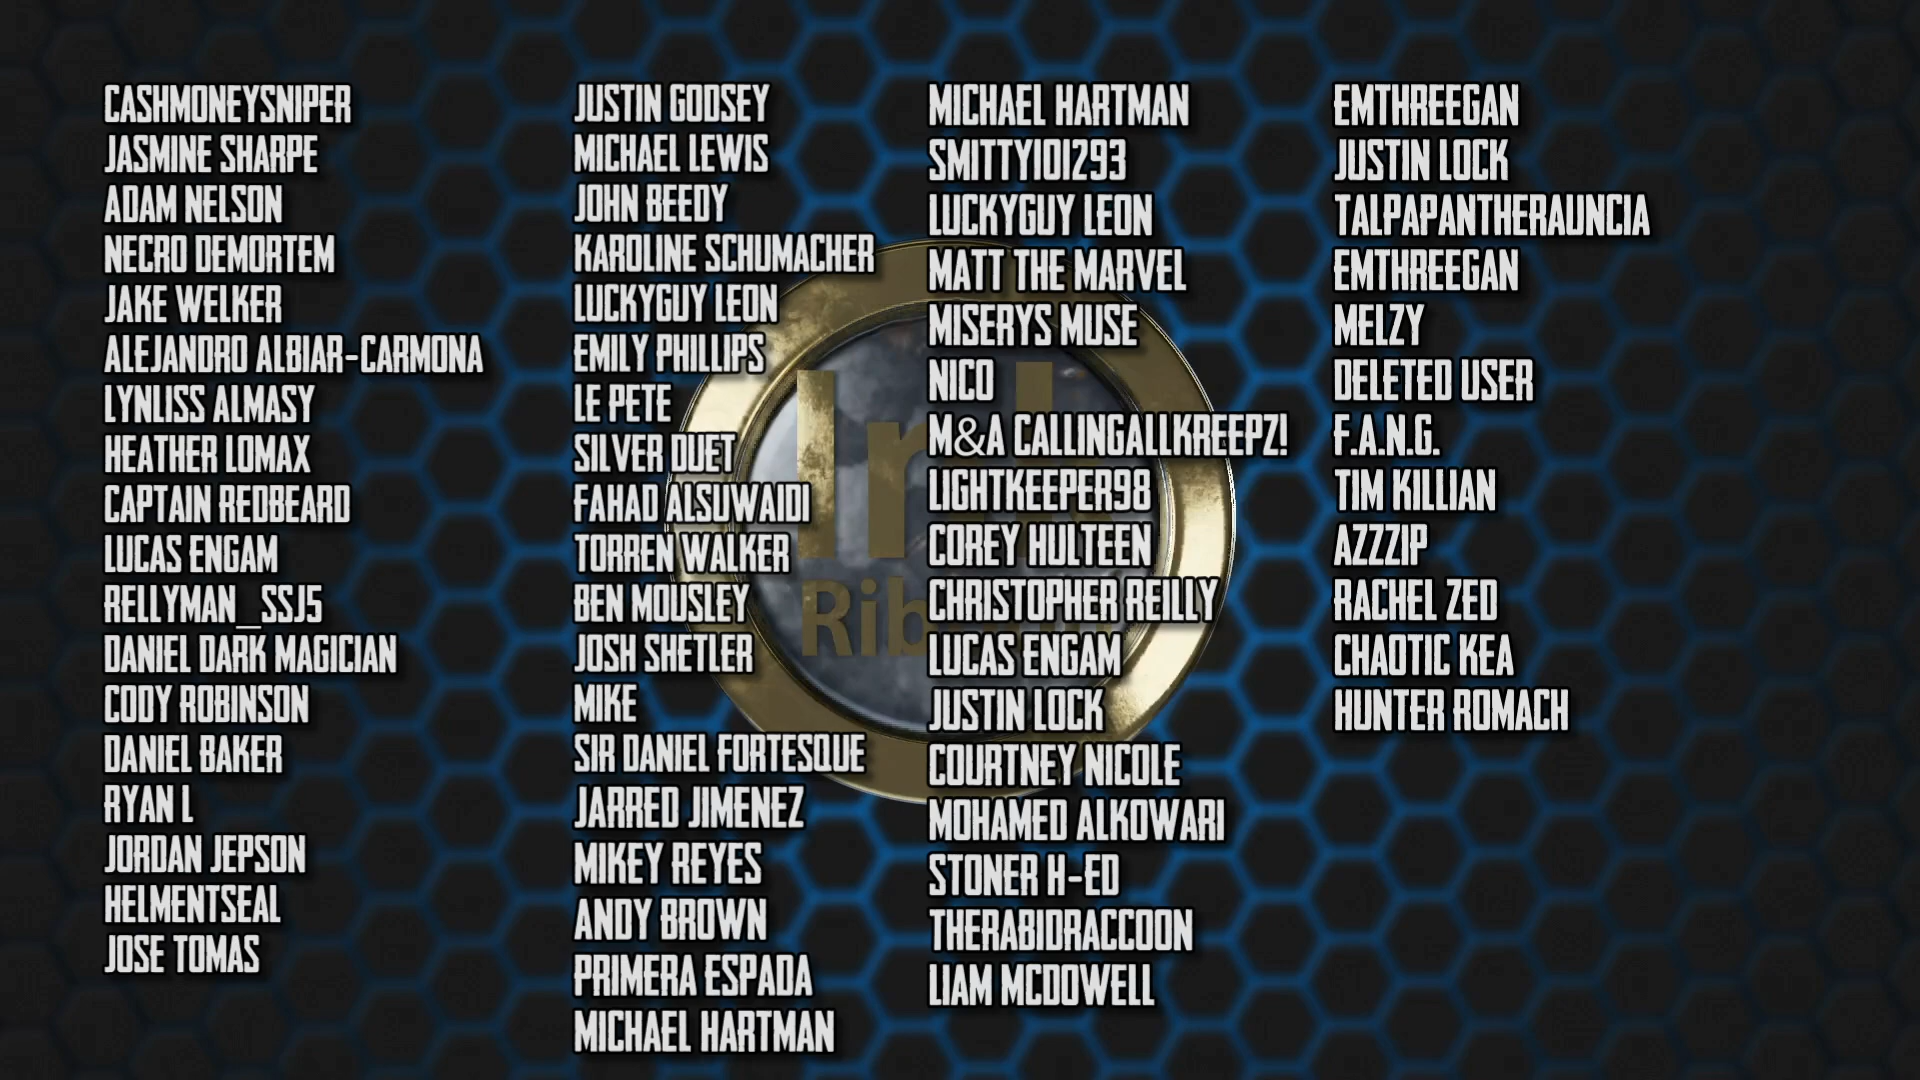 CASHMONEYSNIPER
JASMINE SHARPE
ADAM NELSON
NECRO DEMORTEM
JAKE WELKER
ALEJANDRO ALBIAR-CARMONA
LYNLISS ALMASY
HEATHER LOMAX
CAPTAIN REDBEARD
LUCAS ENGAM
RELLYMAN_SSJ5
DANIEL DARK MAGICIAN
CODY ROBINSON
DANIEL BAKER
RYAN L
JORDAN JEPSON
HELMENTSEAL
JOSE TOMAS
JUSTIN GODSEY
MICHAEL LEWIS
JOHN BEEDY
KAROLINE SCHUMACHER
LUCKYGUY LEON
EMILY PHILLIPS
LE PETE
SILVER DUET
FAHAD ALSUWAIDI
TORREN WALKER
BEN MOUSLEY
JOSH SHETLER
MIKE
SIR DANIEL FORTESQUE
JARRED JIMENEZ
MIKEY REYES
ANDY BROWN
PRIMERA ESPADA
MICHAEL HARTMAN
MICHAEL HARTMAN
SMITTY101293
LUCKYGUY LEON
MATT THE MARVEL
MISERYS MUSE
NICO
M&A CALLINGALLKREEPZ!
LIGHTKEEPER98
COREY HULTEEN
CHRISTOPHER REILLY
LUCAS ENGAM
JUSTIN LOCK
COURTNEY NICOLE
MOHAMED ALKOWARI
STONER H-ED
THERABIDRACCOON
LIAM MCDOWELL
EMTHREEGAN
JUSTIN LOCK
TALPAPANTHERAUNCIA
EMTHREEGAN
MELZY
DELETED USER
F.A.N.G.
TIM KILLIAN
AZZZIP
RACHEL ZED
CHAOTIC KEA
HUNTER ROMACH